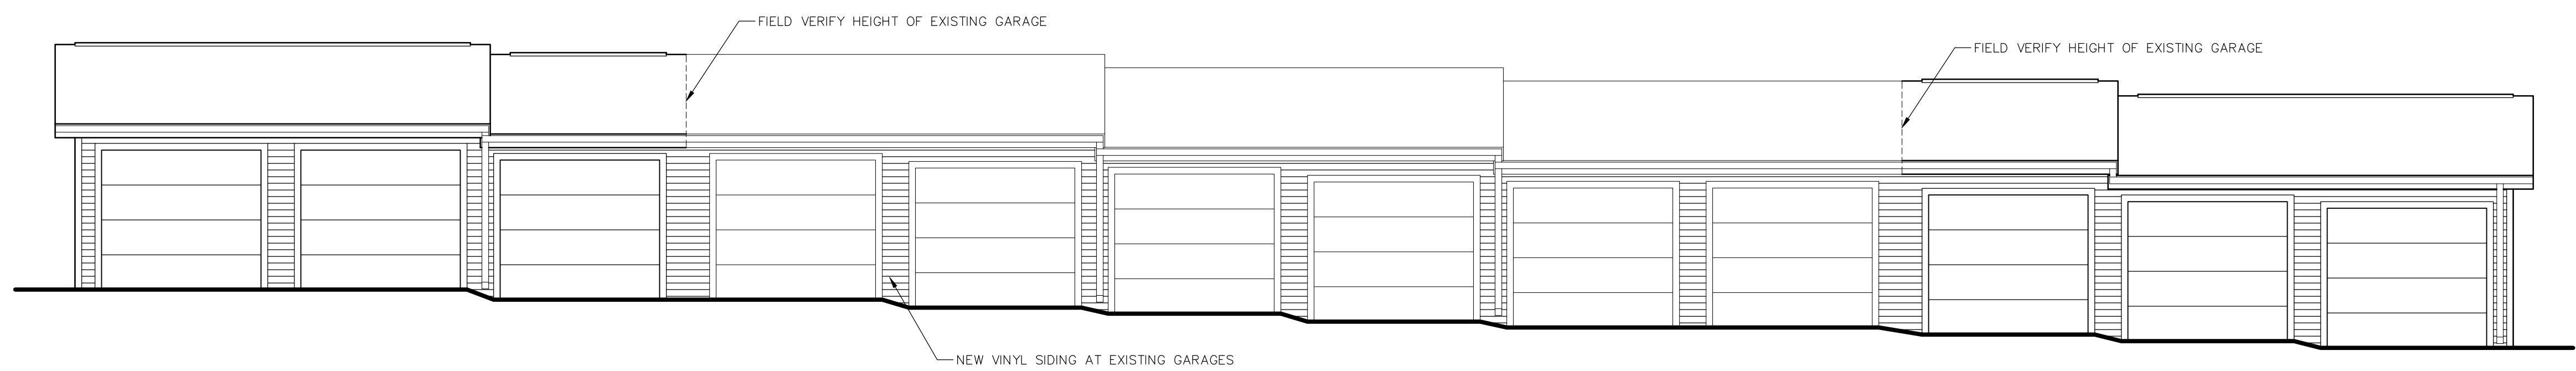 FIELD VERIFY HEIGHT OF EXISTING GARAGE
FIELD VERIFY HEIGHT OF EXISTING GARAGE
NEW VINYL SIDING AT EXISTING GARAGES